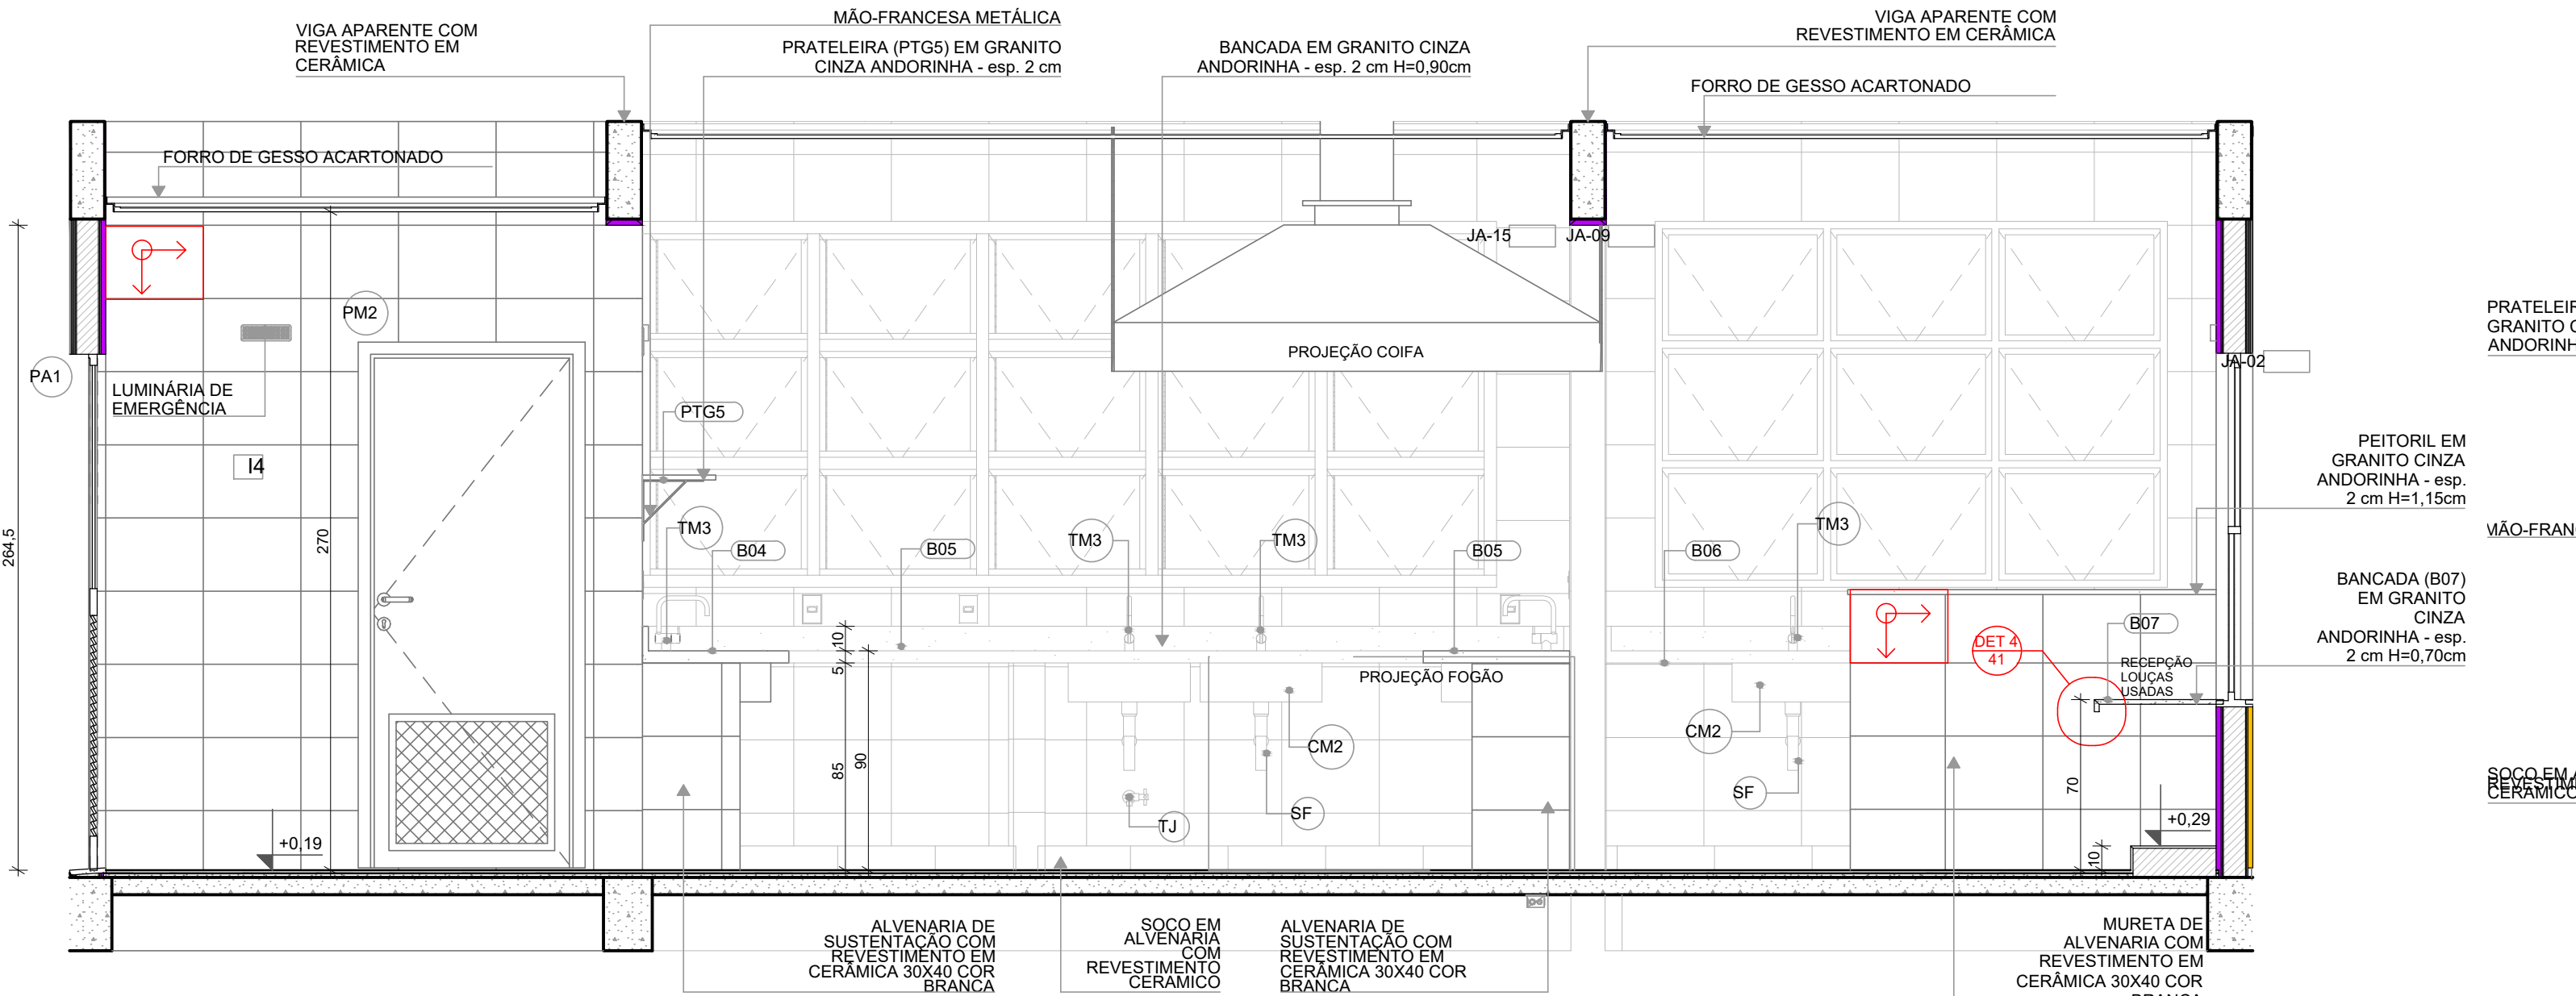 VIGA APARENTE COM
REVESTIMENTO EM
CERÂMICA
MÃO-FRANCESA METÁLICA
PRATELEIRA (PTG5) EM GRANITO
CINZA ANDORINHA - esp. 2 cm
BANCADA EM GRANITO CINZA
ANDORINHA - esp. 2 cm H=0,90cm
VIGA APARENTE COM
REVESTIMENTO EM CERÂMICA
FORRO DE GESSO ACARTONADO
FORRO DE GESSO ACARTONADO
JA-15
JA-09
PM2
PA1
LUMINÁRIA DE
EMERGÊNCIA
PROJEÇÃO COIFA
JA-02
PTG5
I4
264,5
270
TM3
B04
B05
TM3
TM3
B05
B06
TM3
PEITORIL EM
GRANITO CINZA
ANDORINHA - esp.
2 cm H=1,15cm
BANCADA (B07)
EM GRANITO
CINZA
ANDORINHA - esp.
2 cm H=0,70cm
10
5
85
90
PROJEÇÃO FOGÃO
DET 4
41
B07
RECEPÇÃO
LOUÇAS
USADAS
CM2
CM2
SF
SF
TJ
70
10
+0,19
+0,29
ALVENARIA DE
SUSTENTAÇÃO COM
REVESTIMENTO EM
CERÂMICA 30X40 COR
BRANCA
SOCO EM
ALVENARIA
COM
REVESTIMENTO
CERAMICO
ALVENARIA DE
SUSTENTAÇÃO COM
REVESTIMENTO EM
CERÂMICA 30X40 COR
BRANCA
MURETA DE
ALVENARIA COM
REVESTIMENTO EM
CERÂMICA 30X40 COR
BRANCA
PRATELEIR
GRANITO
ANDORINH
MÃO-FRAN
SOCO EM
REVESTIM
CERAMICO